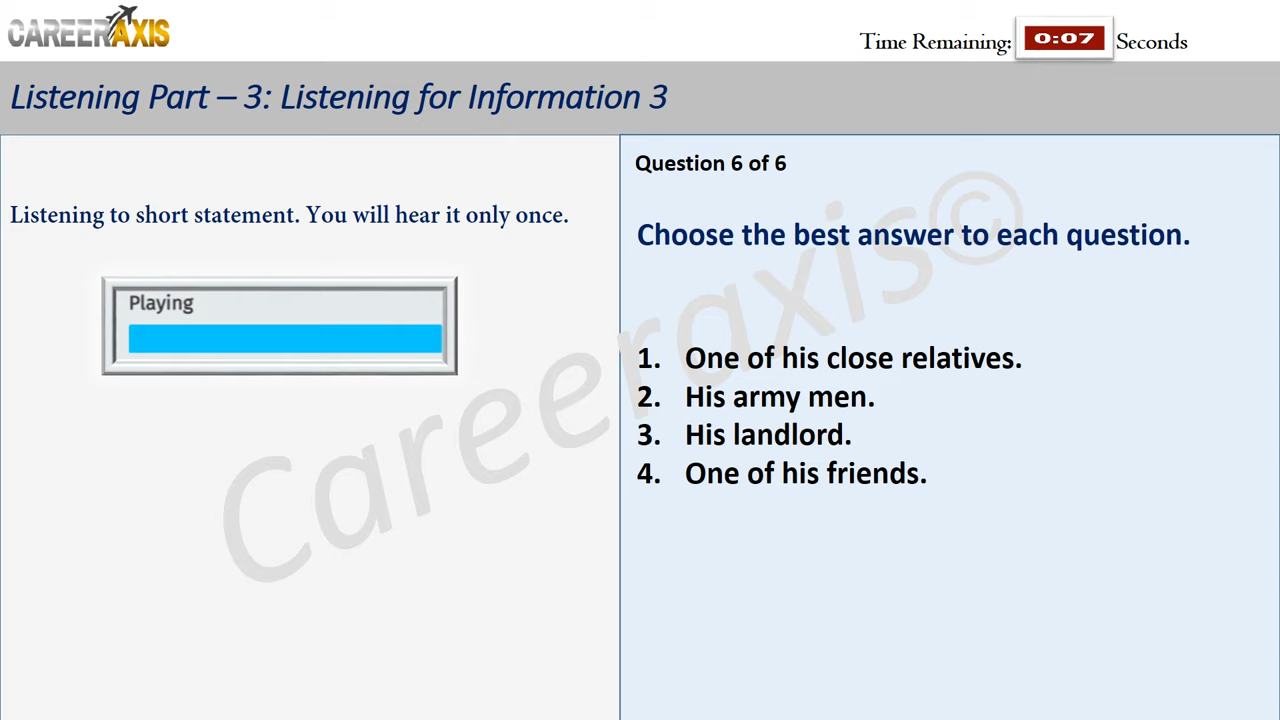 CAREERAXIS
Time Remaining: 0:07 Seconds
Listening Part – 3: Listening for Information 3
Listening to short statement. You will hear it only once.
Playing
Question 6 of 6
Choose the best answer to each question.
1. One of his close relatives.
2. His army men.
3. His landlord.
4. One of his friends.
Careeraxis©